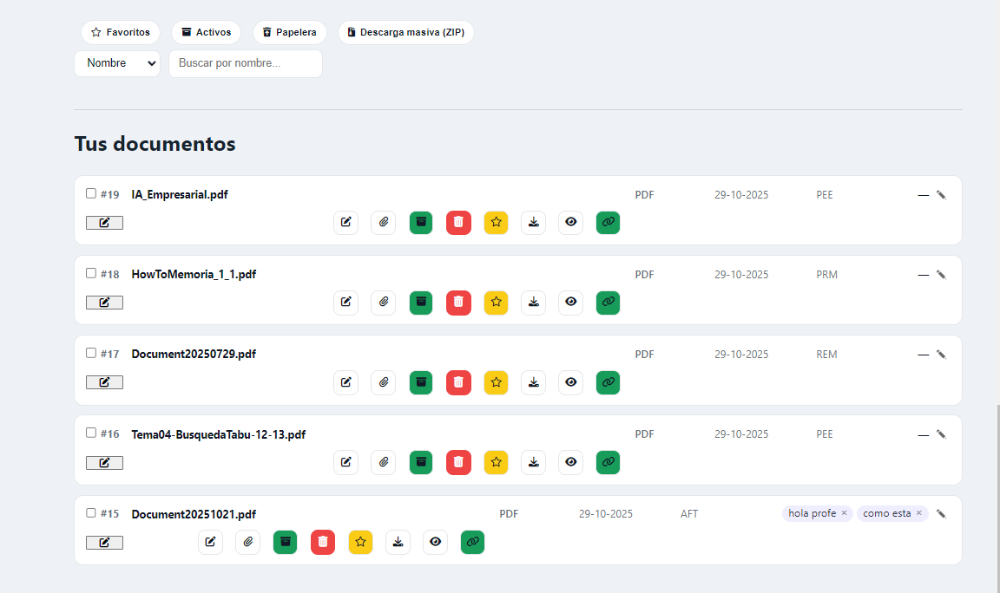 Favoritos Activos Papelera Descarga masiva (ZIP)
Nombre Buscar por nombre...
Tus documentos
#19 IA_Empresarial.pdf PDF 29-10-2025 PEE —
#18 HowToMemoria_1_1.pdf PDF 29-10-2025 PRM —
#17 Document20250729.pdf PDF 29-10-2025 REM —
#16 Tema04-BusquedaTabu-12-13.pdf PDF 29-10-2025 PEE —
#15 Document20251021.pdf PDF 29-10-2025 AFT hola profe × como esta ×